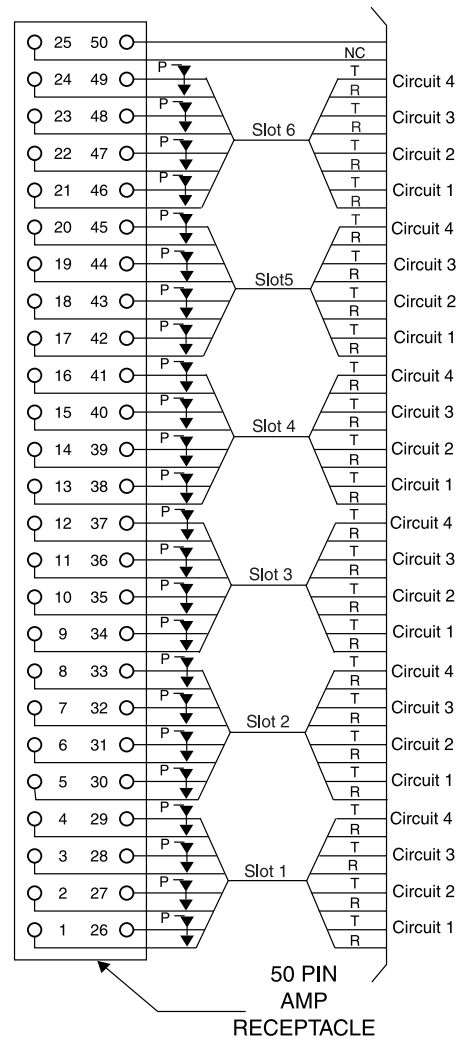 25 50
NC
24 49 P T Circuit 4
R
23 48 P T Circuit 3
R
Slot 6
22 47 P T Circuit 2
R
21 46 P T Circuit 1
R
20 45 P T Circuit 4
R
19 44 P T Circuit 3
R
Slot5
18 43 P T Circuit 2
R
17 42 P T Circuit 1
R
16 41 P T Circuit 4
R
15 40 P T Circuit 3
R
Slot 4
14 39 P T Circuit 2
R
13 38 P T Circuit 1
R
12 37 P T Circuit 4
R
11 36 P T Circuit 3
R
Slot 3
10 35 P T Circuit 2
R
9 34 P T Circuit 1
R
8 33 P T Circuit 4
R
7 32 P T Circuit 3
R
Slot 2
6 31 P T Circuit 2
R
5 30 P T Circuit 1
R
4 29 P T Circuit 4
R
3 28 P T Circuit 3
R
Slot 1
2 27 P T Circuit 2
R
1 26 P T Circuit 1
R
50 PIN
AMP
RECEPTACLE